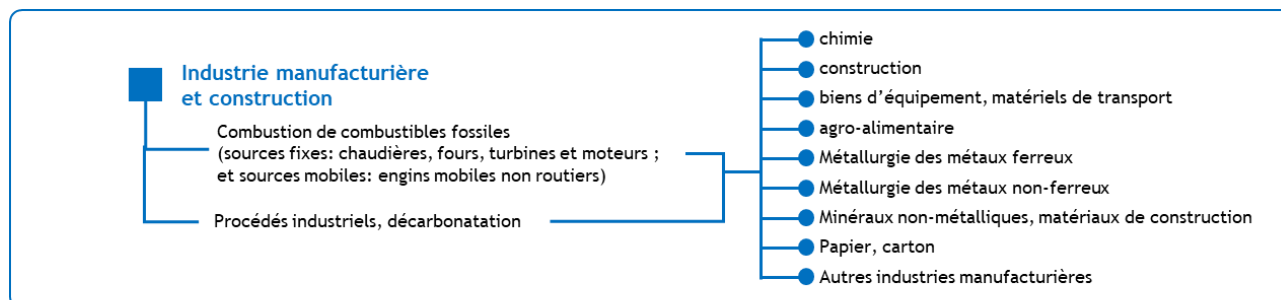 Industrie manufacturière
et construction
Combustion de combustibles fossiles
(sources fixes: chaudières, fours, turbines et moteurs ;
et sources mobiles: engins mobiles non routiers)
Procédés industriels, décarbonatation
chimie
construction
biens d’équipement, matériels de transport
agro-alimentaire
Métallurgie des métaux ferreux
Métallurgie des métaux non-ferreux
Minéraux non-métalliques, matériaux de construction
Papier, carton
Autres industries manufacturières